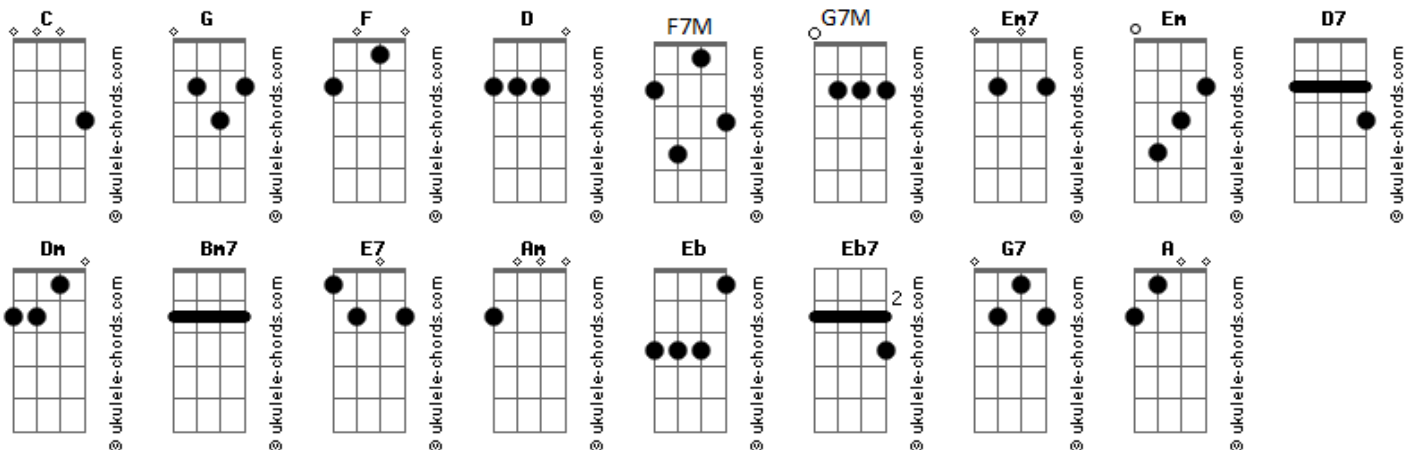 C G F D F7M G7M Em7 Em D7
© ukulele-chords.com © ukulele-chords.com © ukulele-chords.com © ukulele-chords.com © ukulele-chords.com © ukulele-chords.com © ukulele-chords.com © ukulele-chords.com © ukulele-chords.com
Dm Bm7 E7 Am Eb Eb7 G7 A
2
© ukulele-chords.com © ukulele-chords.com © ukulele-chords.com © ukulele-chords.com © ukulele-chords.com © ukulele-chords.com © ukulele-chords.com © ukulele-chords.com